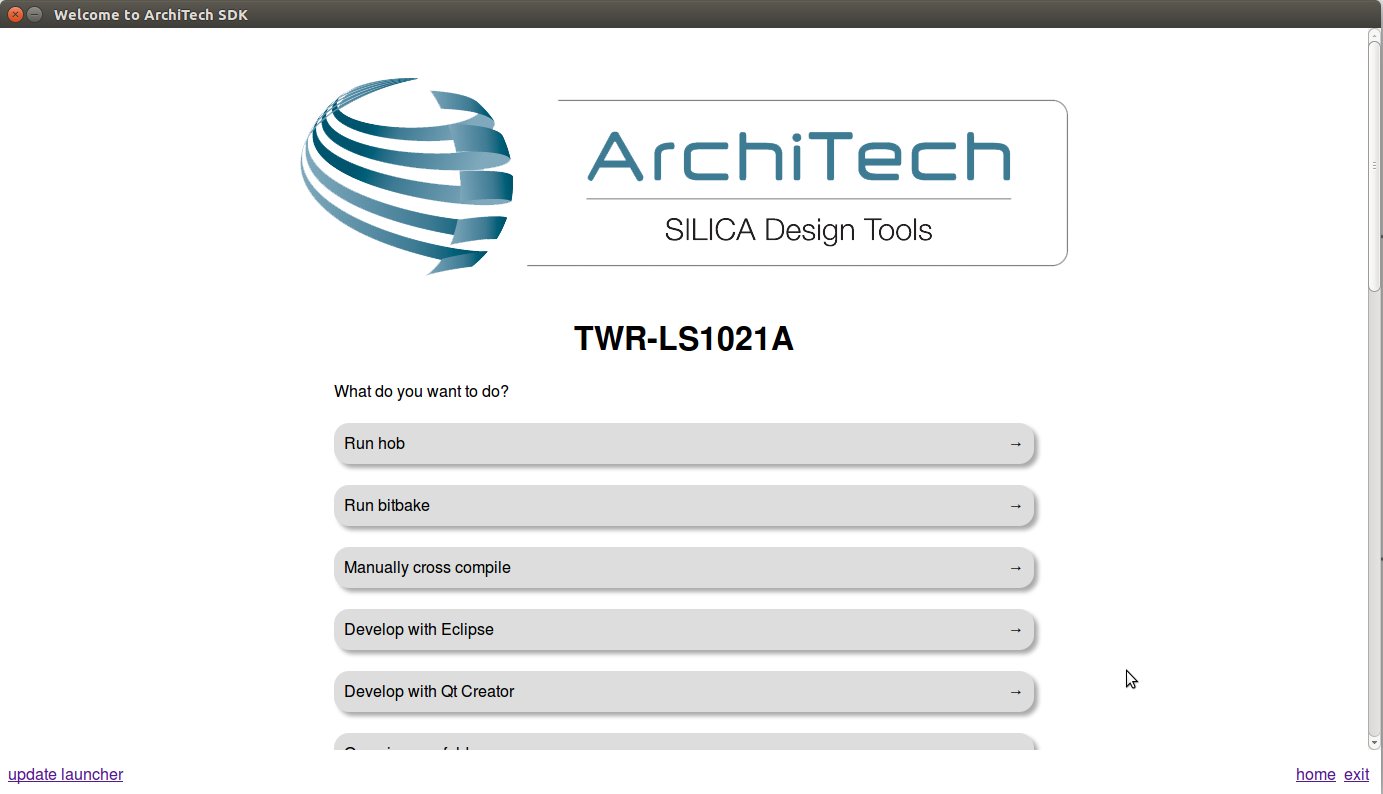 Welcome to ArchiTech SDK
ArchiTech
SILICA Design Tools
TWR-LS1021A
What do you want to do?
Run hob →
Run bitbake →
Manually cross compile →
Develop with Eclipse →
Develop with Qt Creator →
update launcher
home exit